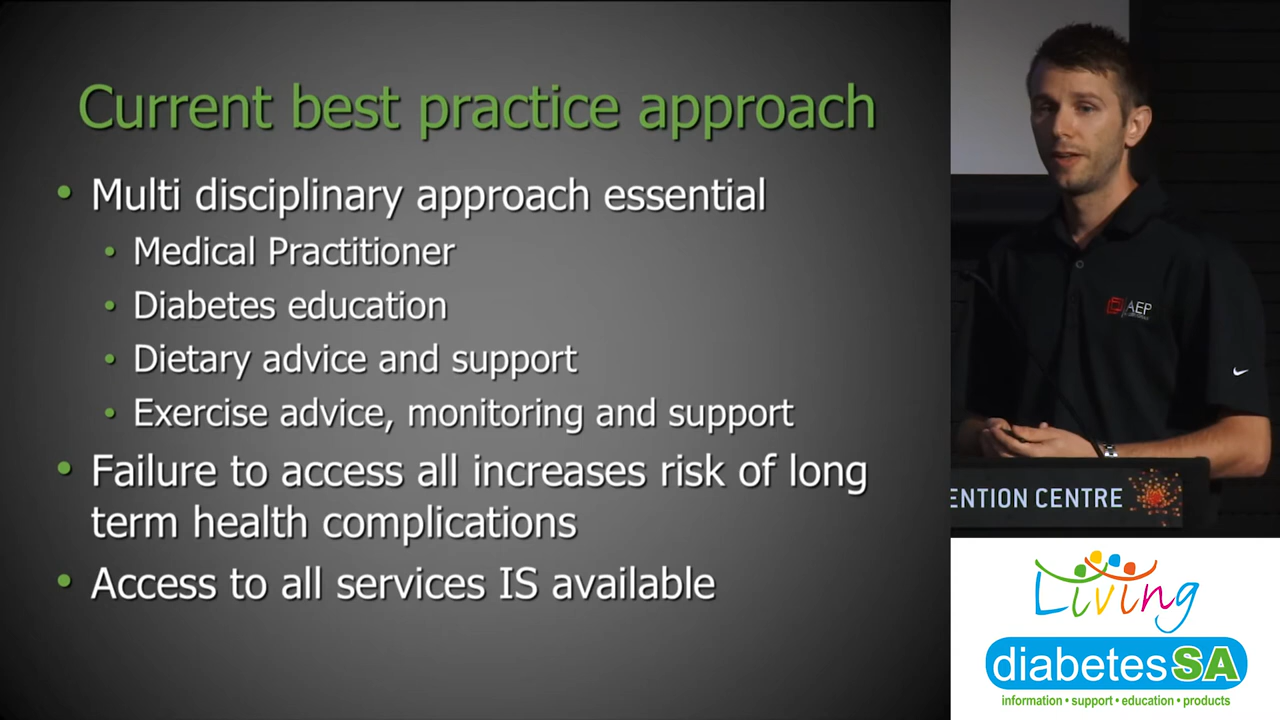 Current best practice approach
• Multi disciplinary approach essential
• Medical Practitioner
• Diabetes education
• Dietary advice and support
• Exercise advice, monitoring and support
• Failure to access all increases risk of long
term health complications
• Access to all services IS available
AEP
ENTION CENTRE
Living
diabetesSA
information • support • education • products